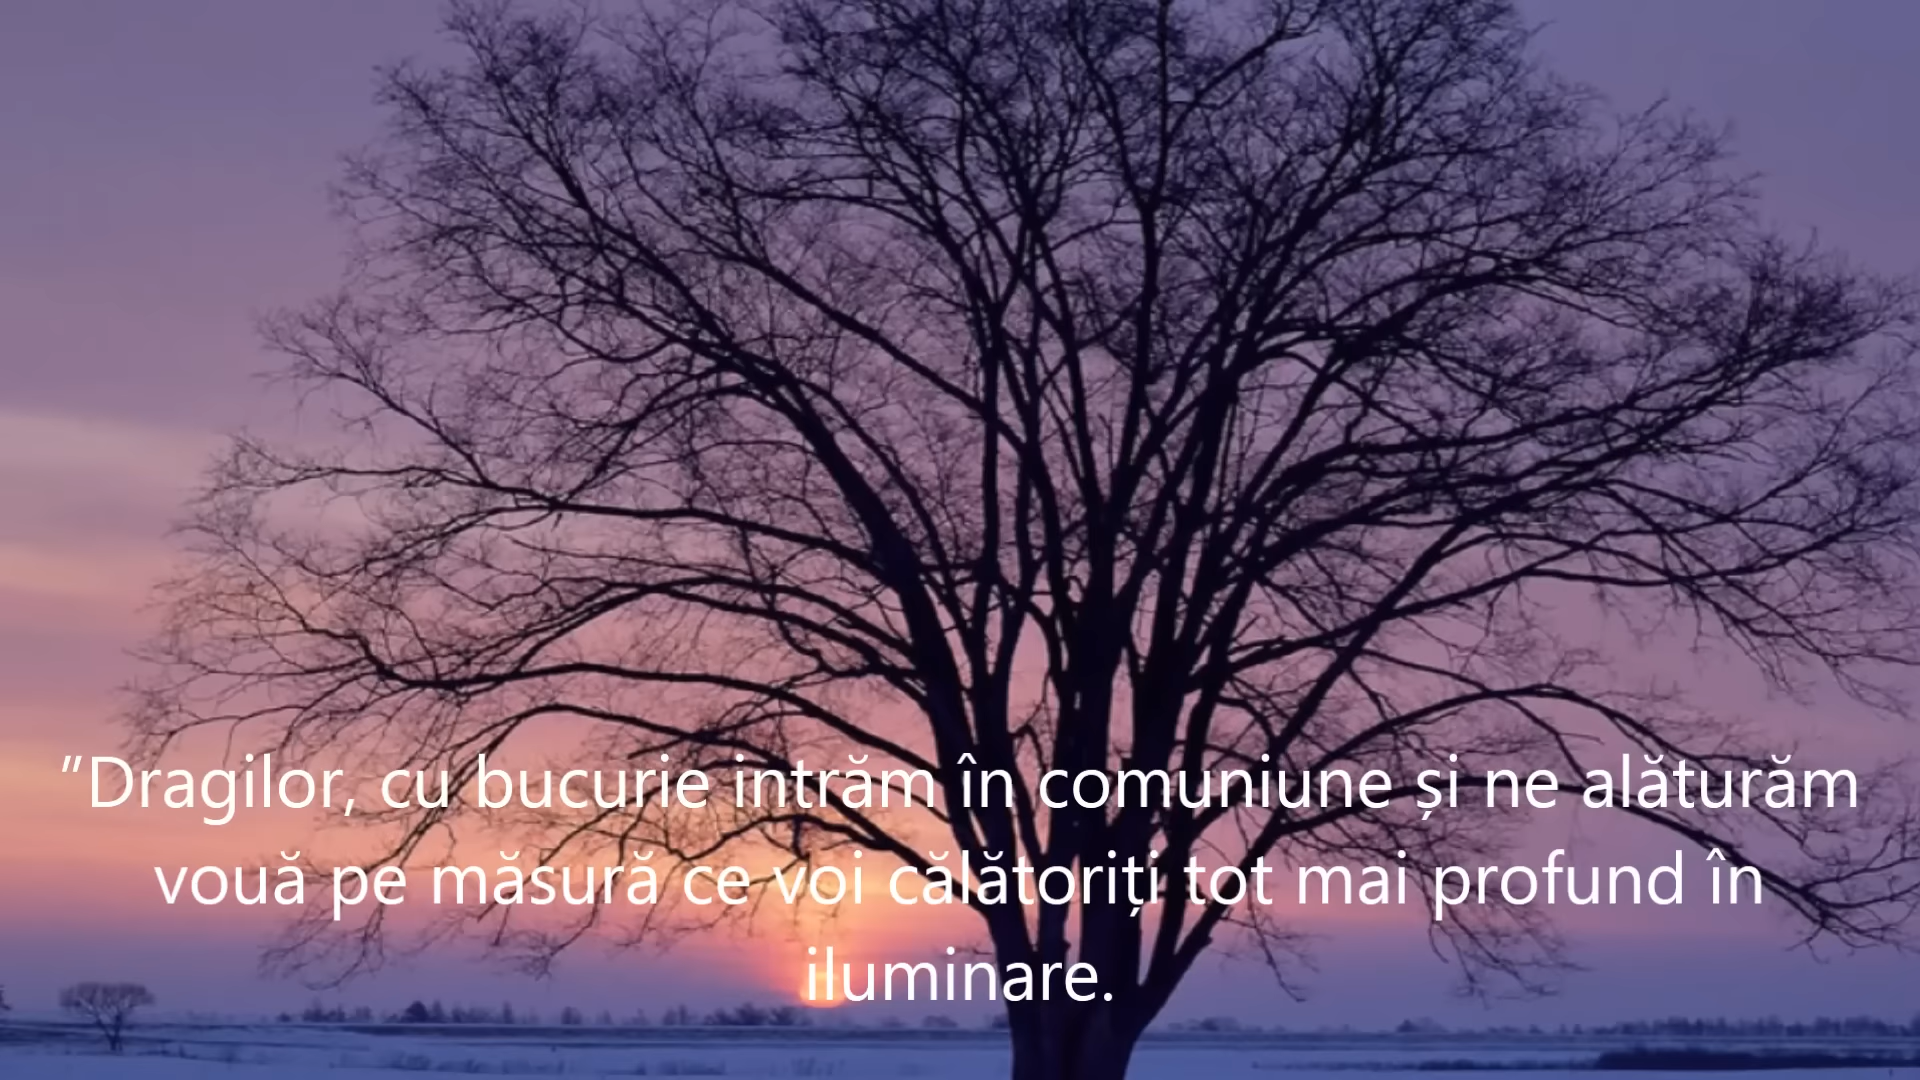 ”Dragilor, cu bucurie intrăm în comuniune și ne alăturăm
vouă pe măsură ce voi călătoriți tot mai profund în
iluminare.